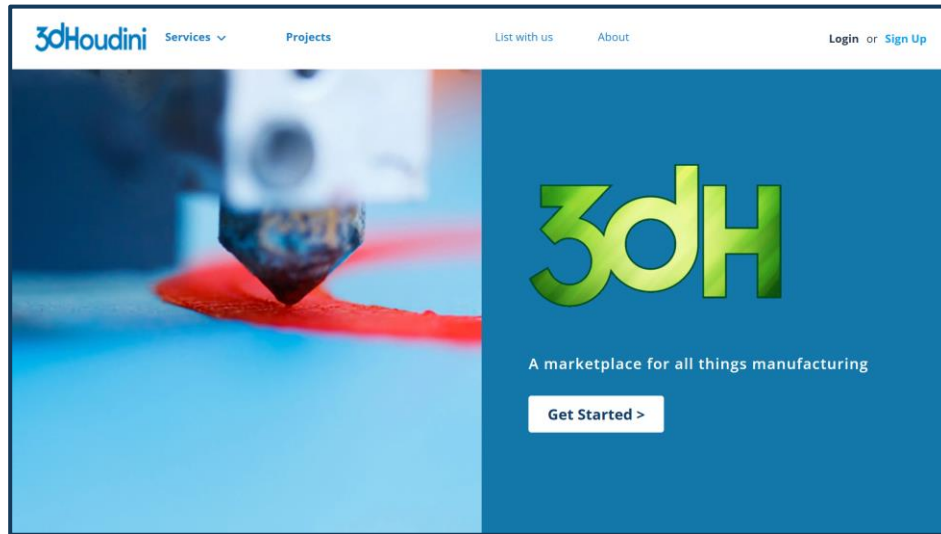 3dHoudini Services Projects List with us About Login or Sign Up
3dH
A marketplace for all things manufacturing
Get Started >